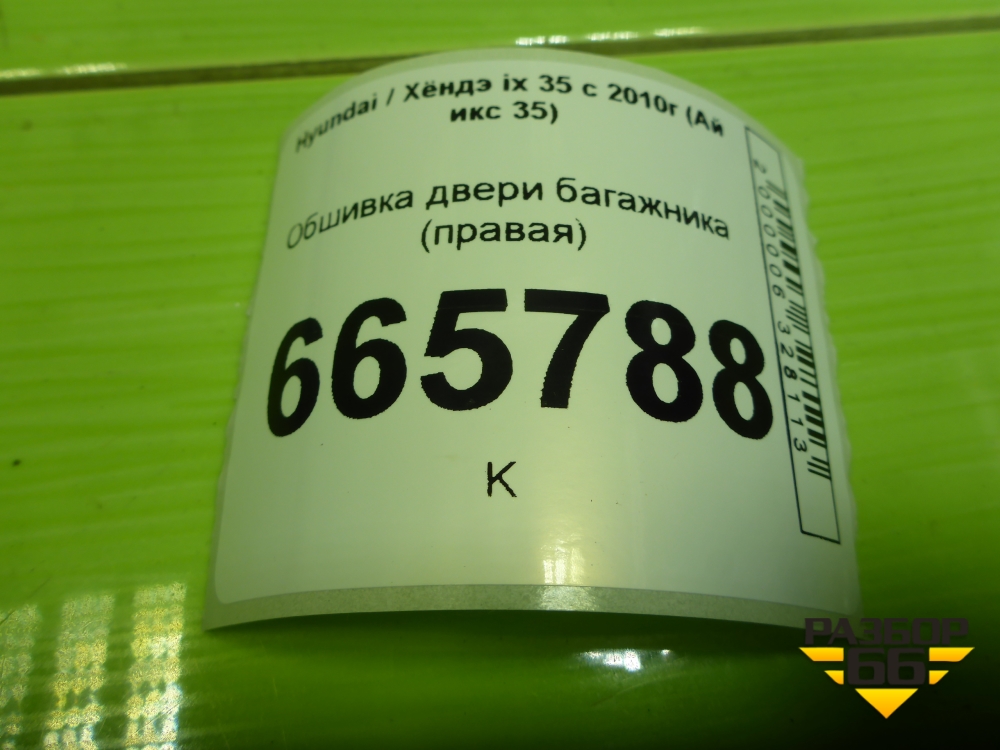 Hyundai / Хёндэ ix 35 с 2010г (Ай
икс 35)
Обшивка двери багажника
(правая)
665788
К
2000006328113
РАЗБОР
66